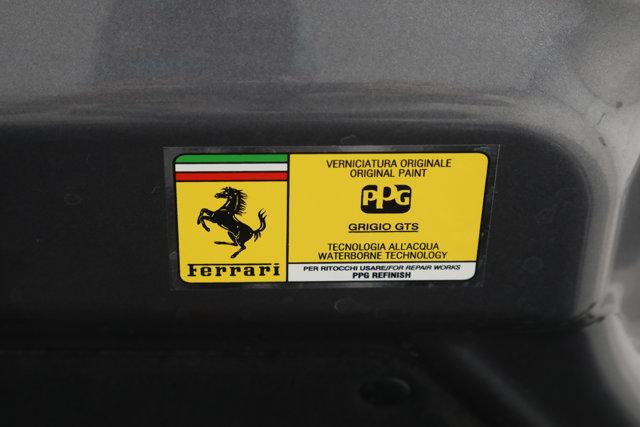 Ferrari
VERNICIATURA ORIGINALE
ORIGINAL PAINT
PPG
GRIGIO GTS
TECNOLOGIA ALL'ACQUA
WATERBORNE TECHNOLOGY
PER RITOCCHI USARE/FOR REPAIR WORKS
PPG REFINISH